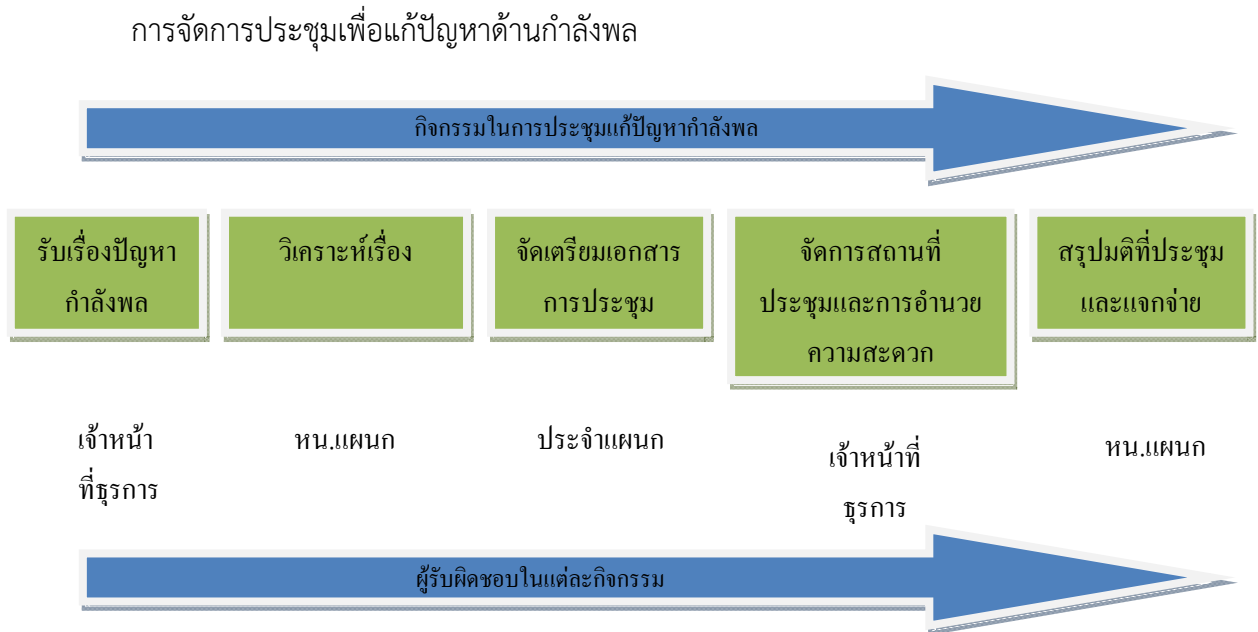 การจัดการประชุมเพื่อแก้ปัญหาด้านกำลังพล
กิจกรรมในการประชุมแก้ปัญหากำลังพล
รับเรื่องปัญหา
กำลังพล
วิเคราะห์เรื่อง
จัดเตรียมเอกสาร
การประชุม
จัดการสถานที่
ประชุมและการอำนวย
ความสะดวก
สรุปมติที่ประชุม
และแจกจ่าย
เจ้าหน้า
ที่ธุรการ
หน.แผนก
ประจำแผนก
เจ้าหน้าที่
ธุรการ
หน.แผนก
ผู้รับผิดชอบในแต่ละกิจกรรม